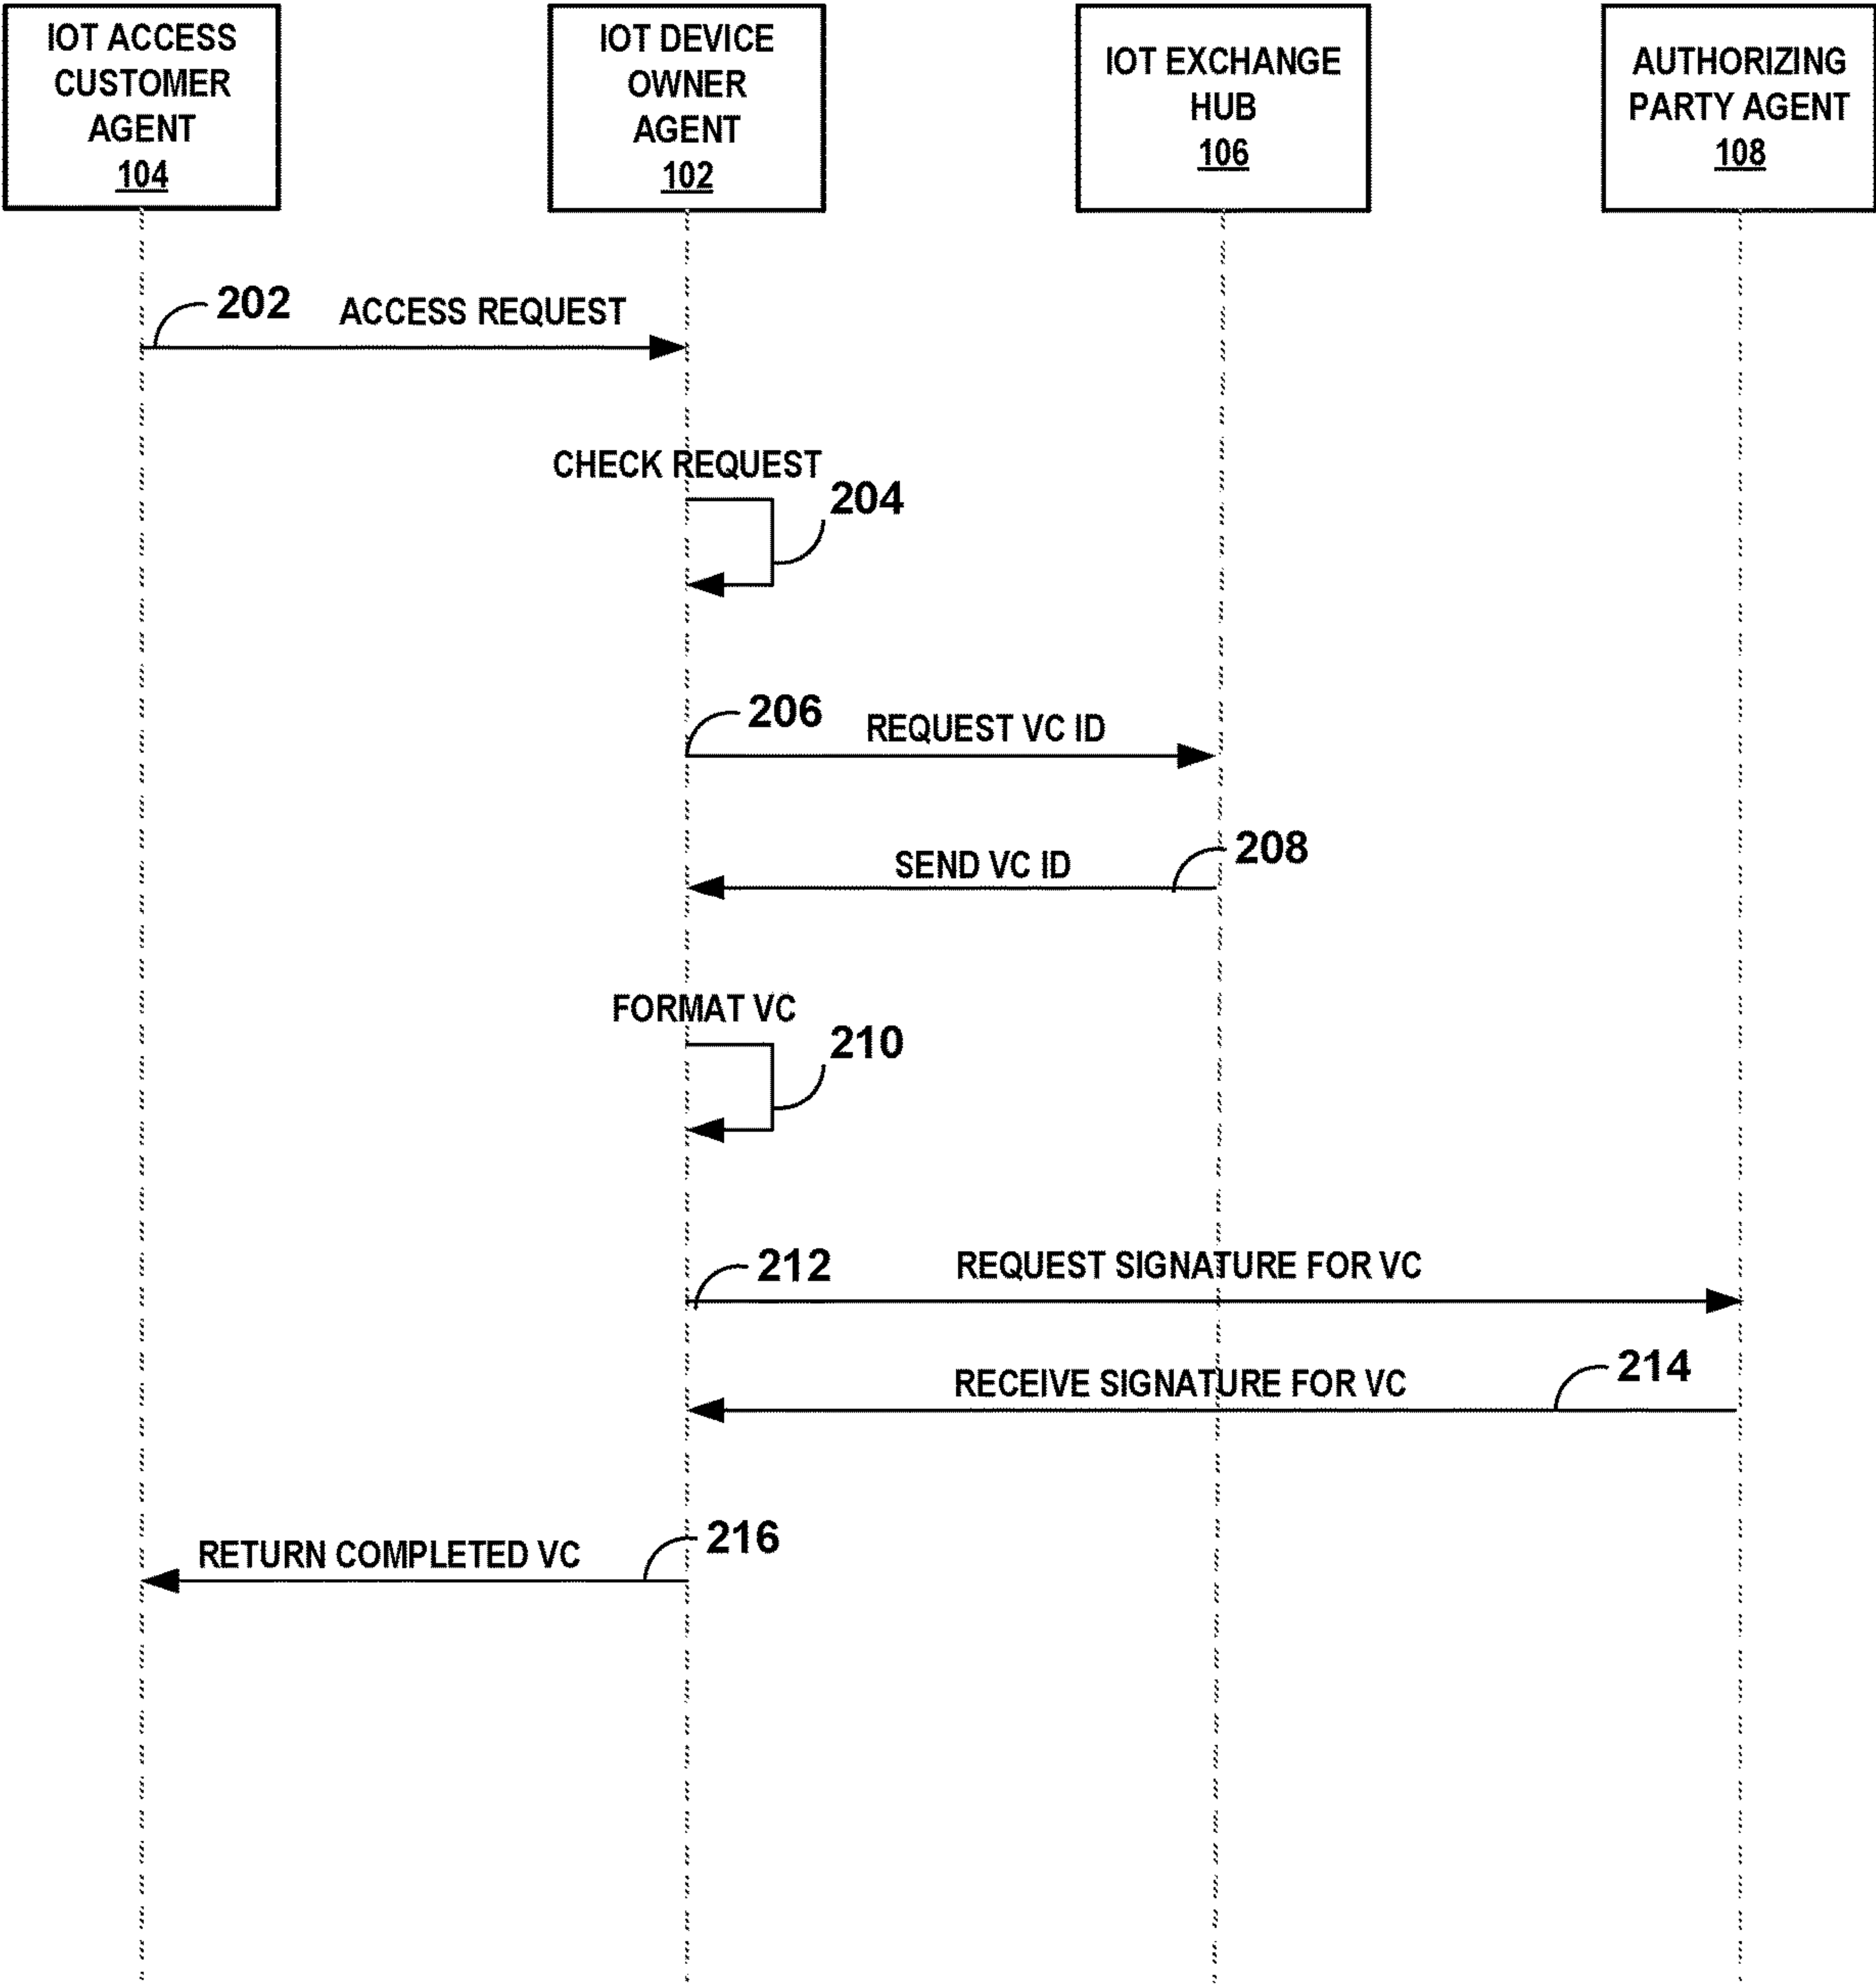 IOT ACCESS
CUSTOMER
AGENT
104
IOT DEVICE
OWNER
AGENT
102
IOT EXCHANGE
HUB
106
AUTHORIZING
PARTY AGENT
108
202
ACCESS REQUEST
CHECK REQUEST
204
206
REQUEST VC ID
208
SEND VC ID
FORMAT VC
210
212
REQUEST SIGNATURE FOR VC
214
RECEIVE SIGNATURE FOR VC
216
RETURN COMPLETED VC